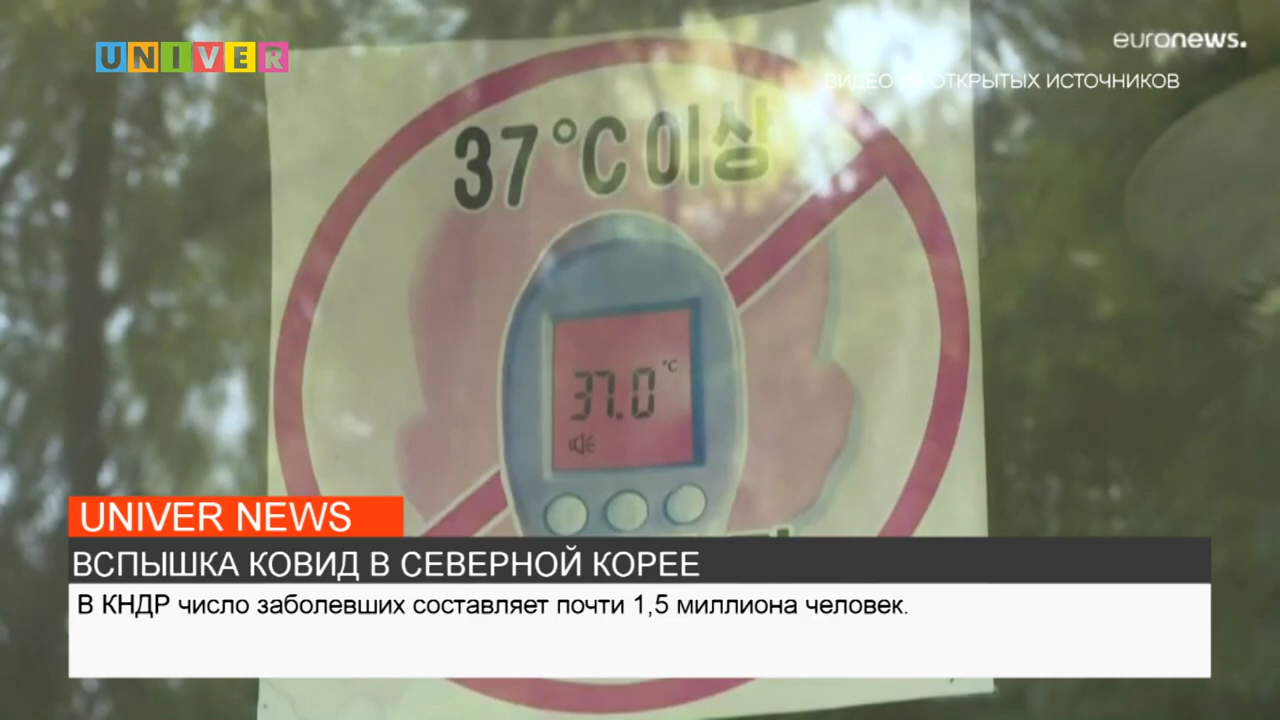 UNIVER
euronews.
ВИДЕО ИЗ ОТКРЫТЫХ ИСТОЧНИКОВ
37°C 이상
37.0 °C
UNIVER NEWS
ВСПЫШКА КОВИД В СЕВЕРНОЙ КОРЕЕ
В КНДР число заболевших составляет почти 1,5 миллиона человек.